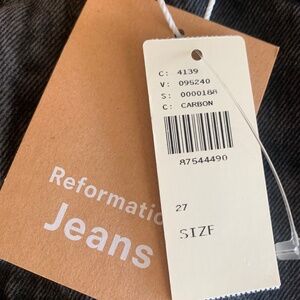 C: 4139
V: 095240
S: 0000188
C: CARBON
87544490
27
SIZE
Reformatio
Jeans